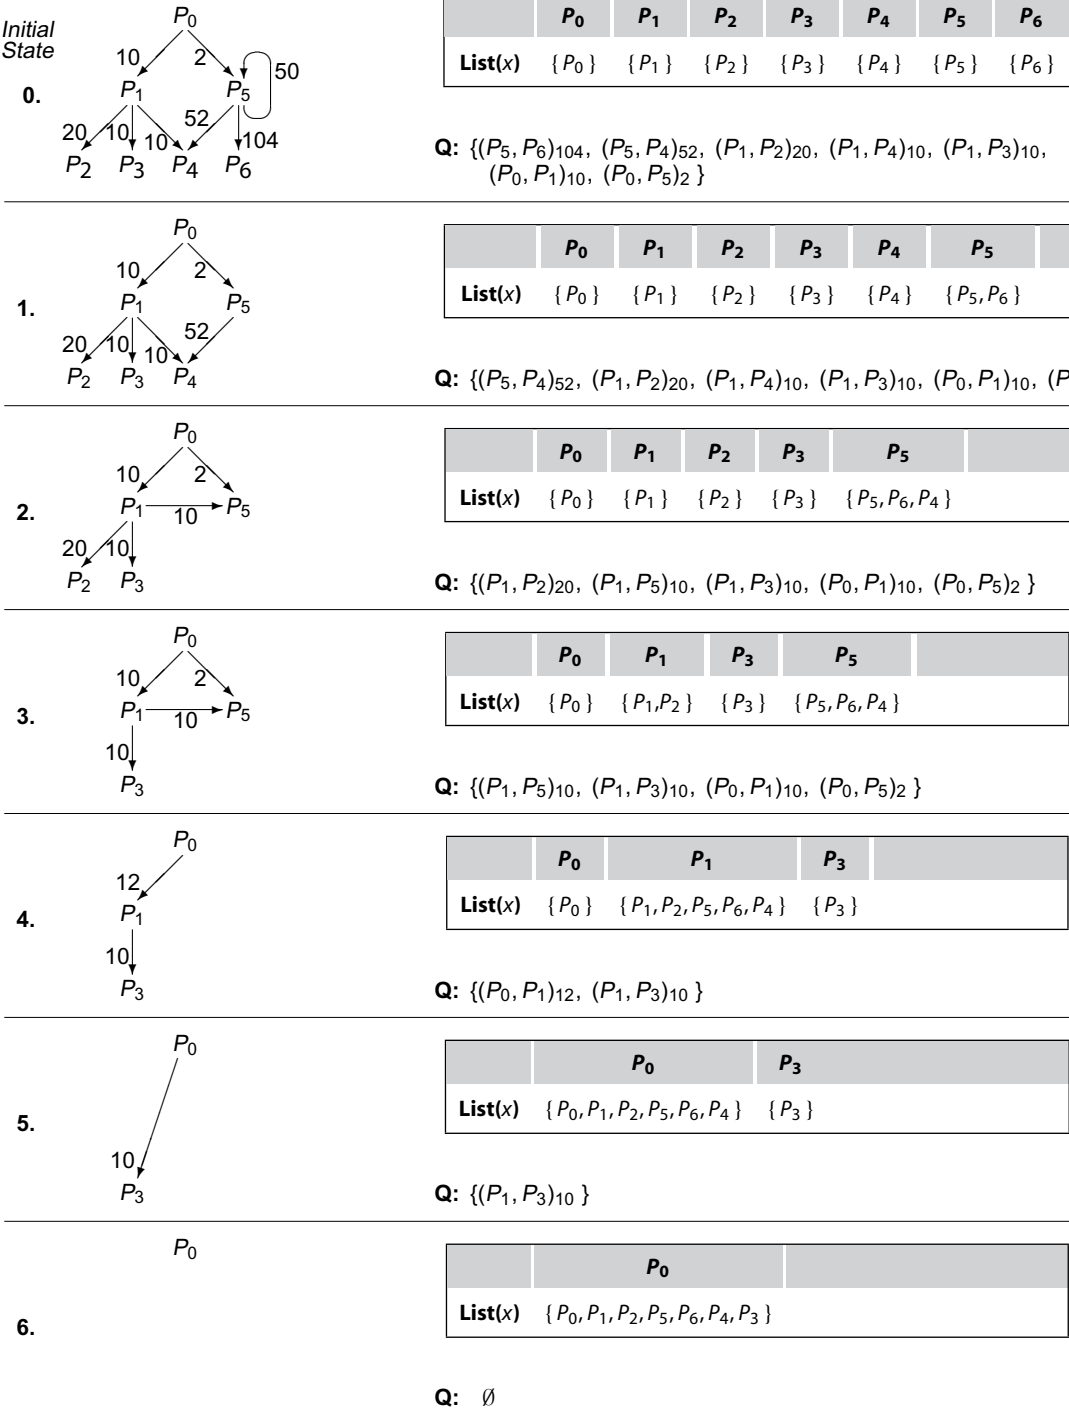 Initial
State
0.
P0
10 2 50
P1 P5
20 10 10 52 104
P2 P3 P4 P6
P0 P1 P2 P3 P4 P5 P6
List(x) { P0 } { P1 } { P2 } { P3 } { P4 } { P5 } { P6 }
Q: {(P5, P6)104, (P5, P4)52, (P1, P2)20, (P1, P4)10, (P1, P3)10,
(P0, P1)10, (P0, P5)2 }
1.
P0
10 2
P1 P5
20 10 10 52
P2 P3 P4
P0 P1 P2 P3 P4 P5
List(x) { P0 } { P1 } { P2 } { P3 } { P4 } { P5, P6 }
Q: {(P5, P4)52, (P1, P2)20, (P1, P4)10, (P1, P3)10, (P0, P1)10, (P
2.
P0
10 2
P1 10 P5
20 10
P2 P3
P0 P1 P2 P3 P5
List(x) { P0 } { P1 } { P2 } { P3 } { P5, P6, P4 }
Q: {(P1, P2)20, (P1, P5)10, (P1, P3)10, (P0, P1)10, (P0, P5)2 }
3.
P0
10 2
P1 10 P5
10
P3
P0 P1 P3 P5
List(x) { P0 } { P1,P2 } { P3 } { P5, P6, P4 }
Q: {(P1, P5)10, (P1, P3)10, (P0, P1)10, (P0, P5)2 }
4.
P0
12
P1
10
P3
P0 P1 P3
List(x) { P0 } { P1, P2, P5, P6, P4 } { P3 }
Q: {(P0, P1)12, (P1, P3)10 }
5.
P0
10
P3
P0 P3
List(x) { P0, P1, P2, P5, P6, P4 } { P3 }
Q: {(P1, P3)10 }
6.
P0
P0
List(x) { P0, P1, P2, P5, P6, P4, P3 }
Q: ∅